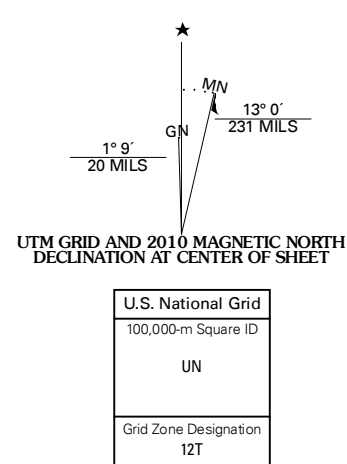 MN
GN
13° 0´
231 MILS
1° 9´
20 MILS
UTM GRID AND 2010 MAGNETIC NORTH
DECLINATION AT CENTER OF SHEET
U.S. National Grid
100,000-m Square ID
UN
Grid Zone Designation
12T